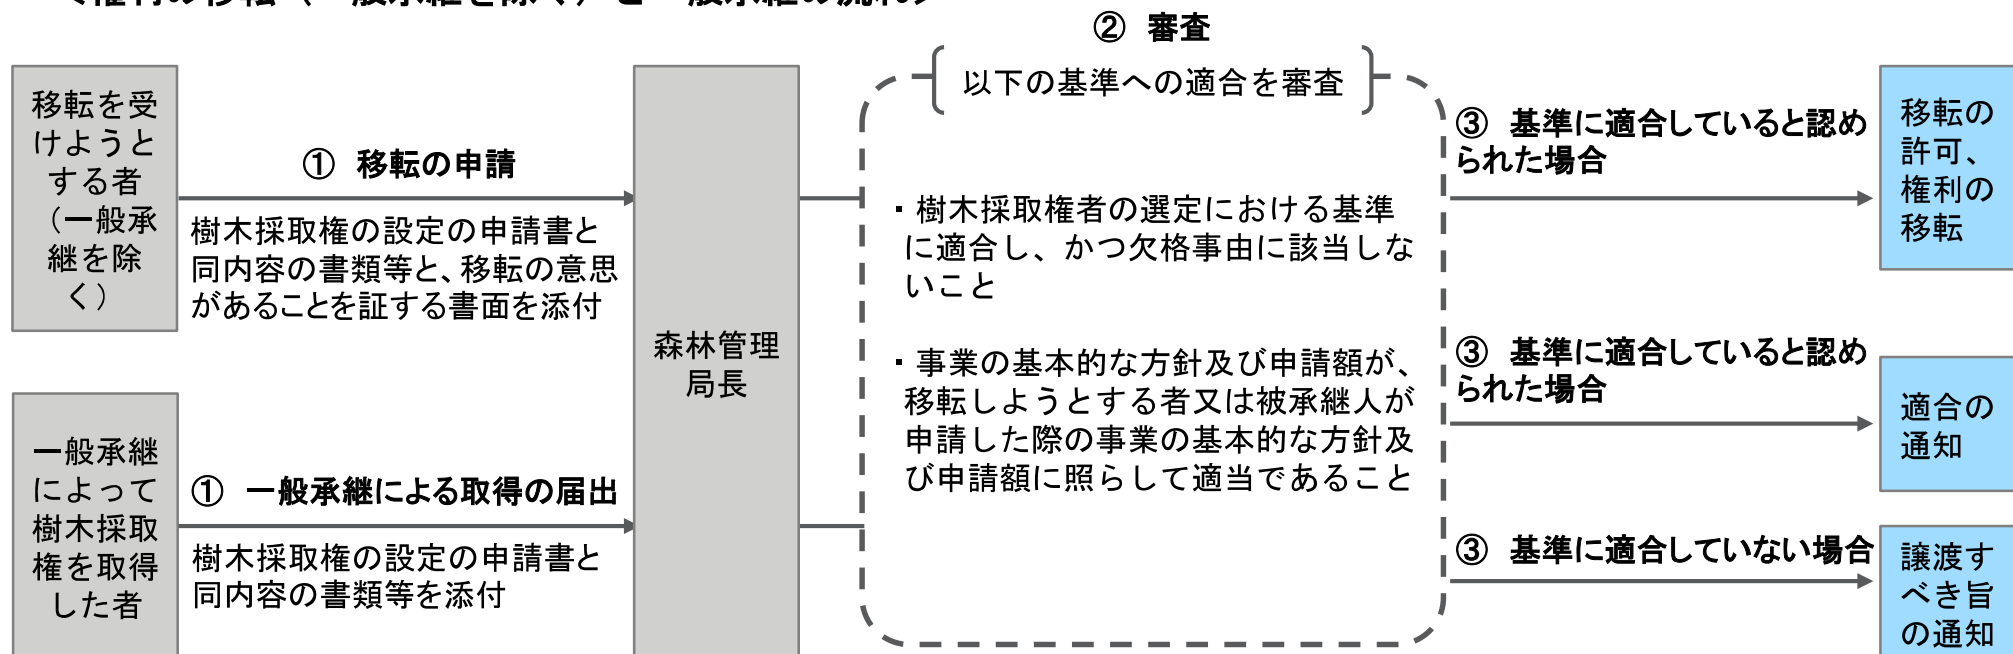 ② 審査
以下の基準への適合を審査
移転を受
けようと
する者
（一般承
継を除
く）
① 移転の申請
樹木採取権の設定の申請書と
同内容の書類等と、移転の意思
があることを証する書面を添付
一般承継
によって
樹木採取
権を取得
した者
① 一般承継による取得の届出
樹木採取権の設定の申請書と
同内容の書類等を添付
森林管理
局長
・樹木採取権者の選定における基準
に適合し、かつ欠格事由に該当しな
いこと
・事業の基本的な方針及び申請額が、
移転しようとする者又は被承継人が
申請した際の事業の基本的な方針及
び申請額に照らして適当であること
③ 基準に適合していると認め
られた場合
移転の
許可、
権利の
移転
③ 基準に適合していると認め
られた場合
適合の
通知
③ 基準に適合していない場合
譲渡す
べき旨
の通知